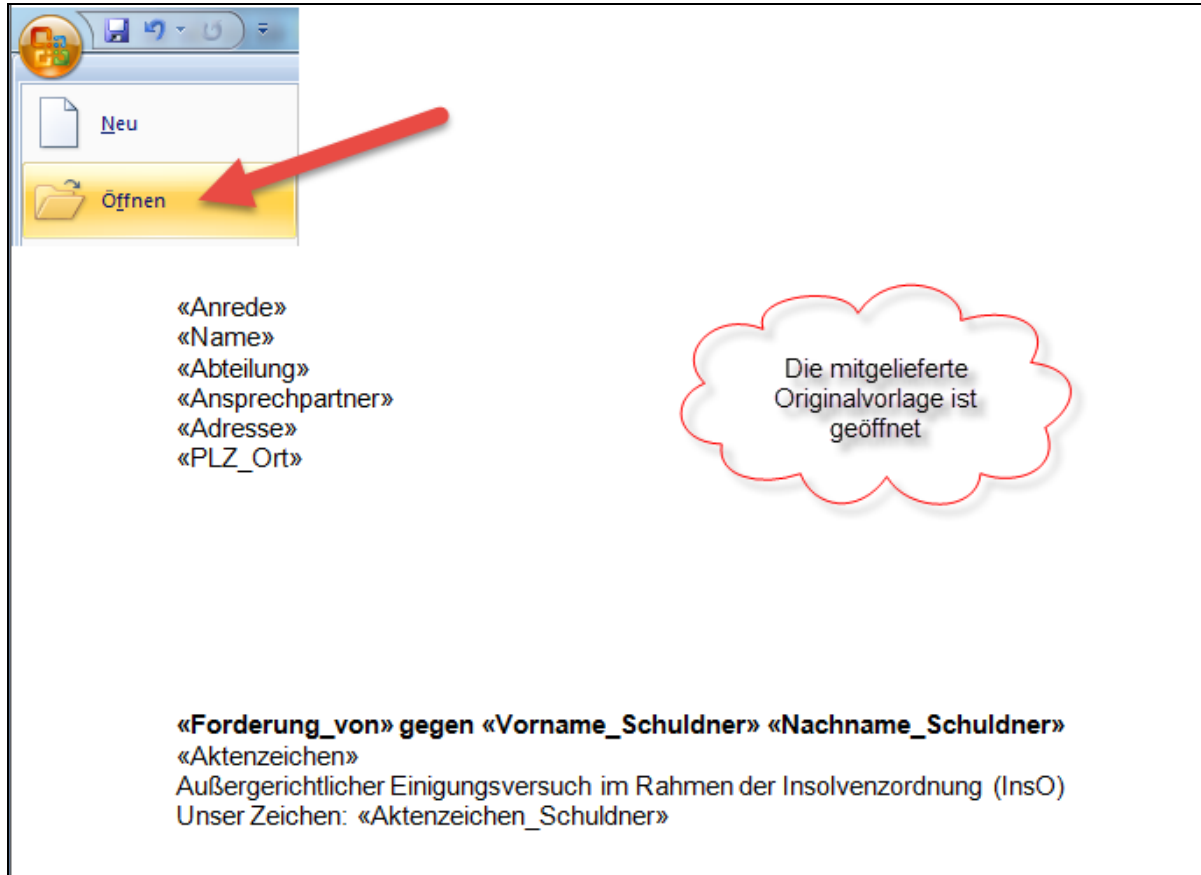 Neu
Öffnen
«Anrede»
«Name»
«Abteilung»
«Ansprechpartner»
«Adresse»
«PLZ_Ort»
Die mitgelieferte
Originalvorlage ist
geöffnet
«Forderung_von» gegen «Vorname_Schuldner» «Nachname_Schuldner»
«Aktenzeichen»
Außergerichtlicher Einigungsversuch im Rahmen der Insolvenzordnung (InsO)
Unser Zeichen: «Aktenzeichen_Schuldner»